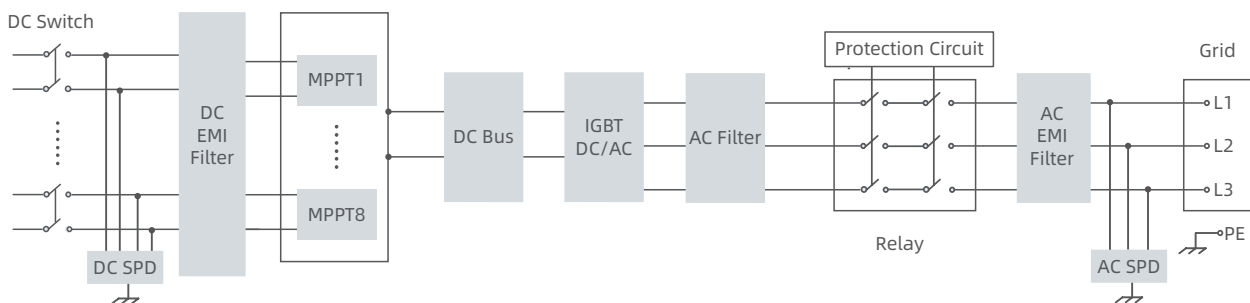 DC Switch
DC SPD
DC
EMI
Filter
MPPT1
MPPT8
DC Bus
IGBT
DC/AC
AC Filter
Protection Circuit
Relay
AC
EMI
Filter
AC SPD
Grid
L1
L2
L3
PE